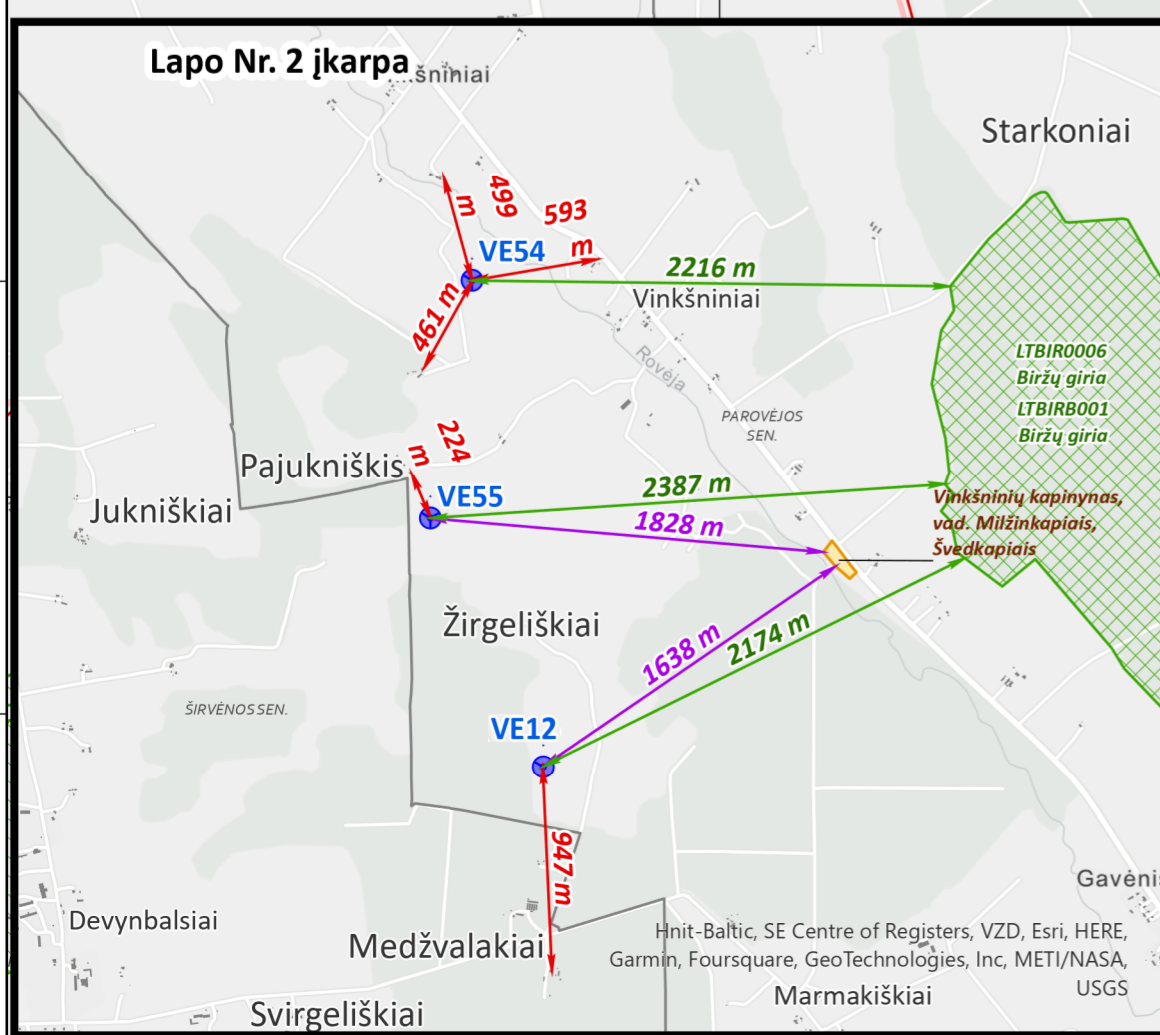 Lapo Nr. 2 įkarpa
kšniniai
Starkoniai
499
m
593
m
VE54
2216 m
Vinkšniniai
461 m
Rovėja
LTBIR0006
Biržų giria
LTBIRB001
Biržų giria
PAROVĖJOS
SEN.
224
m
Pajukniškis
VE55
2387 m
Jukniškiai
1828 m
Vinkšninių kapinynas,
vad. Milžinkapiais,
Švedkapiais
Žirgeliškiai
1638 m
2174 m
ŠIRVĖNOS SEN.
VE12
947 m
Gavėni
Devynbalsiai
Medžvalakiai
Hnit-Baltic, SE Centre of Registers, VZD, Esri, HERE,
Garmin, Foursquare, GeoTechnologies, Inc, METI/NASA,
USGS
Marmakiškiai
Svirgeliškiai